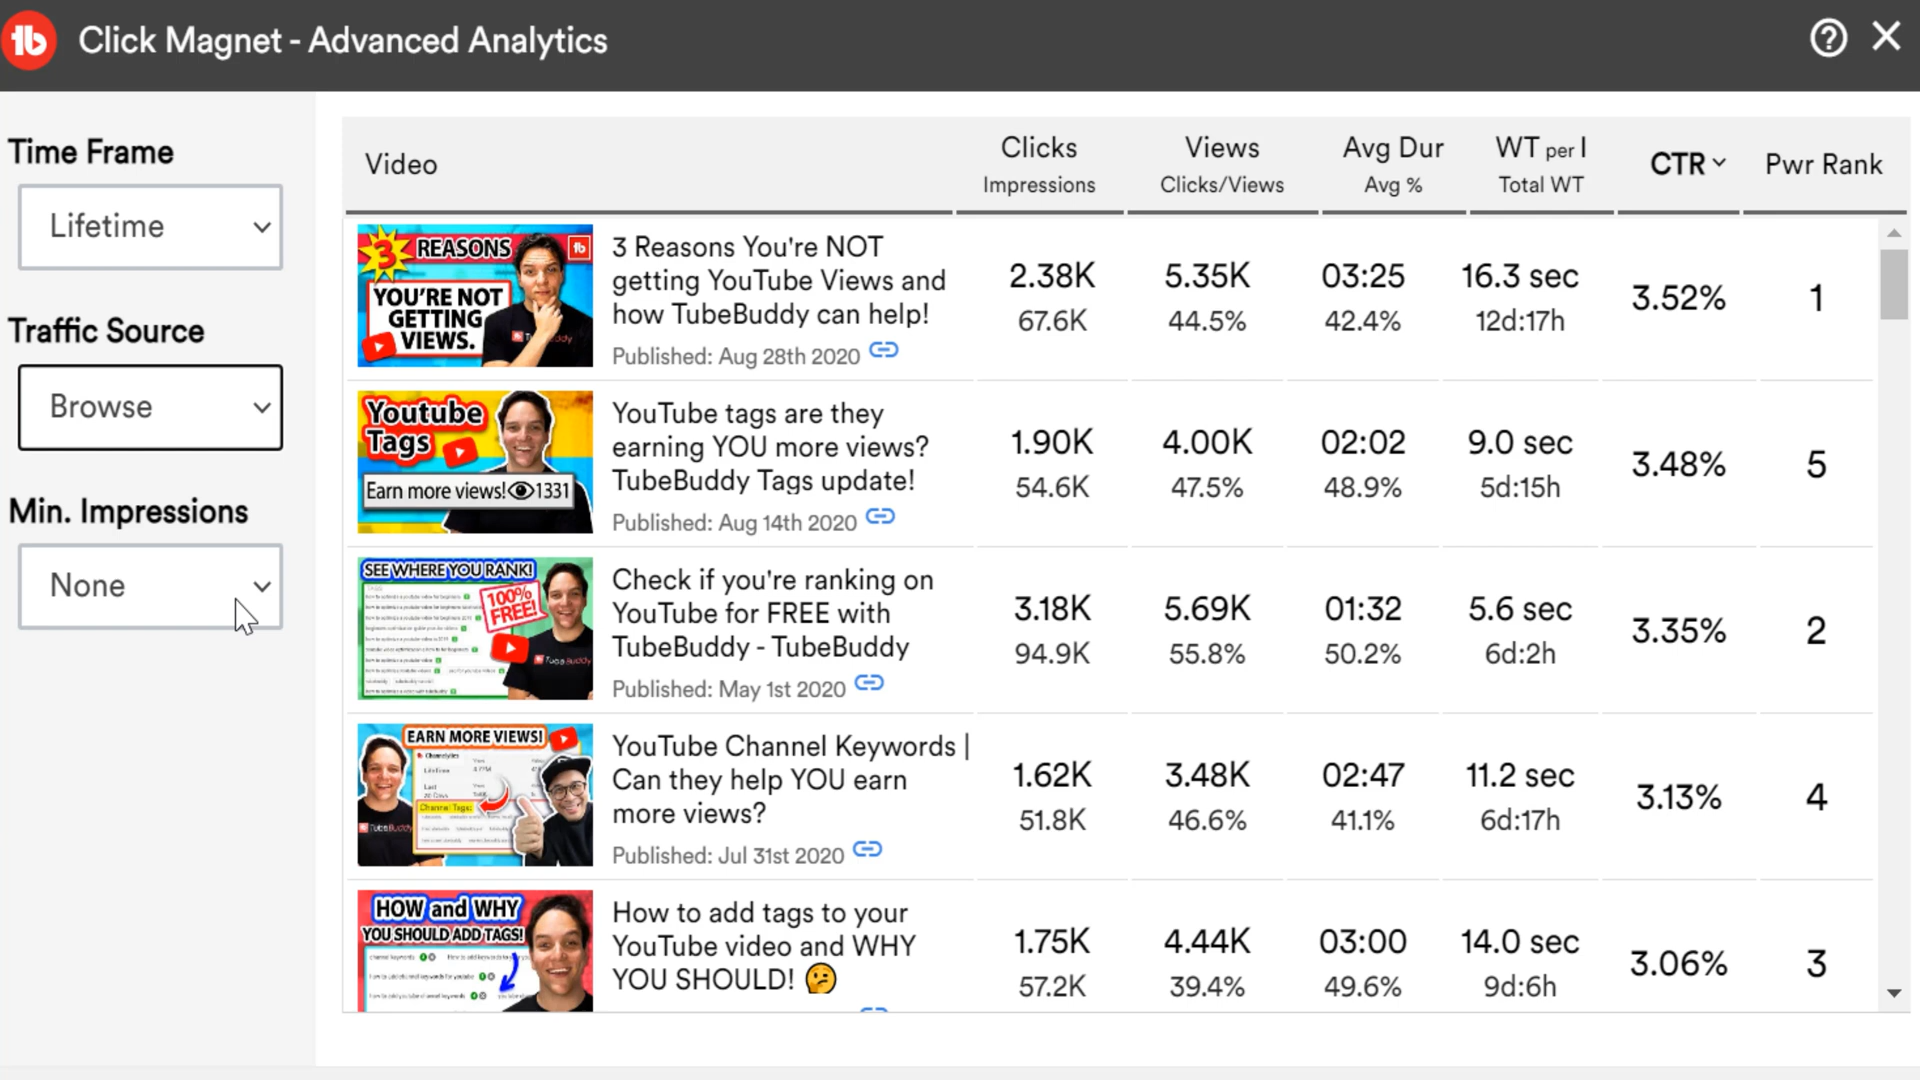 tb
Click Magnet - Advanced Analytics
?
Time Frame
Lifetime
Traffic Source
Browse
Min. Impressions
None
Video
Clicks
Impressions
Views
Clicks/Views
Avg Dur
Avg %
WT per I
Total WT
CTR
Pwr Rank
3 REASONS
tb
YOU'RE NOT
GETTING
VIEWS.
3 Reasons You're NOT
getting YouTube Views and
how TubeBuddy can help!
Published: Aug 28th 2020
2.38K
67.6K
5.35K
44.5%
03:25
42.4%
16.3 sec
12d:17h
3.52%
1
Youtube
Tags
Earn more views! 1331
YouTube tags are they
earning YOU more views?
TubeBuddy Tags update!
Published: Aug 14th 2020
1.90K
54.6K
4.00K
47.5%
02:02
48.9%
9.0 sec
5d:15h
3.48%
5
SEE WHERE YOU RANK!
100%
FREE!
TubeBuddy
Check if you're ranking on
YouTube for FREE with
TubeBuddy - TubeBuddy
Published: May 1st 2020
3.18K
94.9K
5.69K
55.8%
01:32
50.2%
5.6 sec
6d:2h
3.35%
2
EARN MORE VIEWS!
Channelytics
Channel Tags:
TubeBuddy
YouTube Channel Keywords |
Can they help YOU earn
more views?
Published: Jul 31st 2020
1.62K
51.8K
3.48K
46.6%
02:47
41.1%
11.2 sec
6d:17h
3.13%
4
HOW and WHY
YOU SHOULD ADD TAGS!
channel keywords
How to add tags to your
YouTube video and WHY
YOU SHOULD! 🤔
1.75K
57.2K
4.44K
39.4%
03:00
49.6%
14.0 sec
9d:6h
3.06%
3